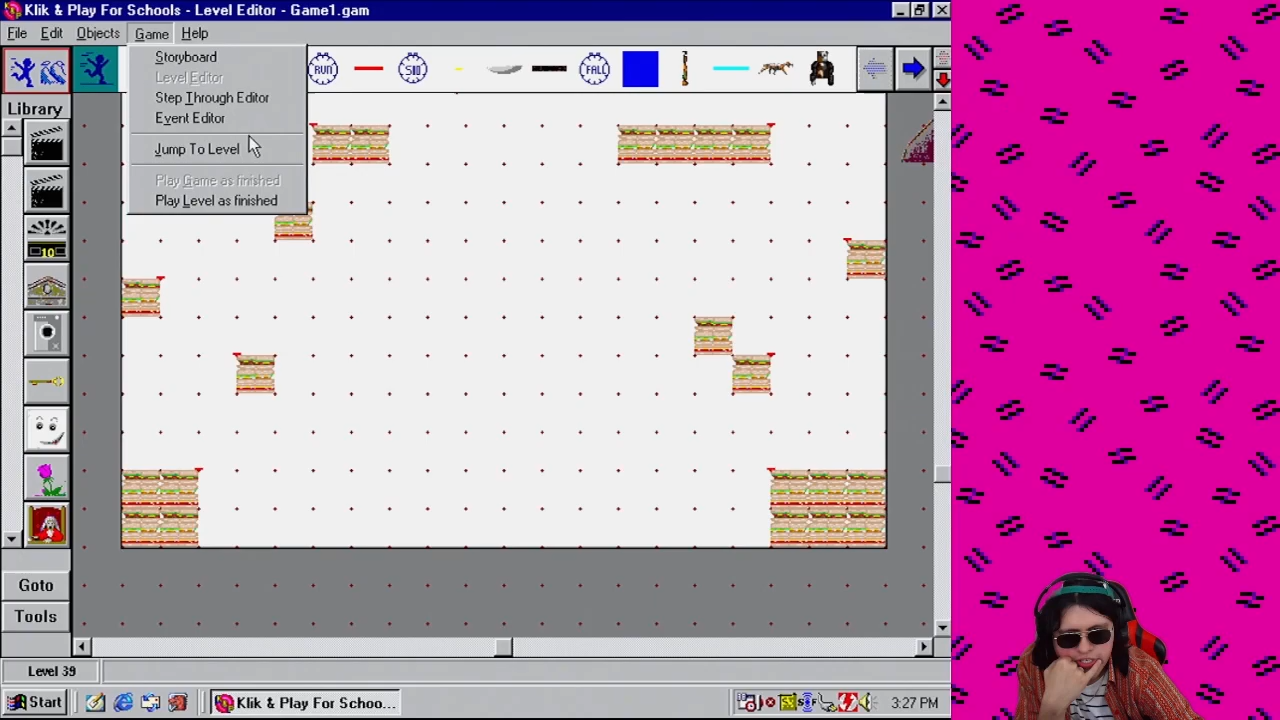 Klik & Play For Schools - Level Editor - Game1.gam
File Edit Objects Game Help
Storyboard
Level Editor
Step Through Editor
Event Editor
Jump To Level
Play Game as finished
Play Level as finished
RUN
FALL
Library
10
Goto
Tools
Level 39
Start
Klik & Play For Schoo...
3:27 PM